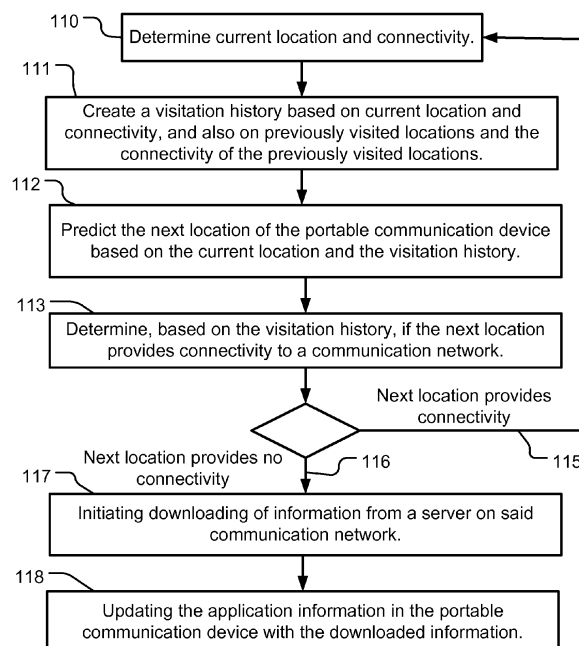 110
Determine current location and connectivity.
111
Create a visitation history based on current location and
connectivity, and also on previously visited locations and the
connectivity of the previously visited locations.
112
Predict the next location of the portable communication device
based on the current location and the visitation history.
113
Determine, based on the visitation history, if the next location
provides connectivity to a communication network.
Next location provides
connectivity
115
Next location provides no
connectivity
116
117
Initiating downloading of information from a server on said
communication network.
118
Updating the application information in the portable
communication device with the downloaded information.